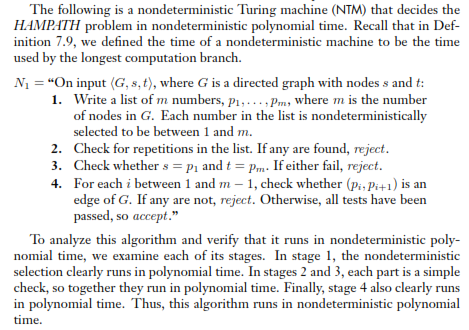 The following is a nondeterministic Turing machine (NTM) that decides the
HAMPATH problem in nondeterministic polynomial time. Recall that in Def-
inition 7.9, we defined the time of a nondeterministic machine to be the time
used by the longest computation branch.
N₁ = “On input ⟨G, s, t⟩, where G is a directed graph with nodes s and t:
1. Write a list of m numbers, p₁, . . . , pₘ, where m is the number
of nodes in G. Each number in the list is nondeterministically
selected to be between 1 and m.
2. Check for repetitions in the list. If any are found, reject.
3. Check whether s = p₁ and t = pₘ. If either fail, reject.
4. For each i between 1 and m − 1, check whether (pᵢ, pᵢ₊₁) is an
edge of G. If any are not, reject. Otherwise, all tests have been
passed, so accept.”
To analyze this algorithm and verify that it runs in nondeterministic poly-
nomial time, we examine each of its stages. In stage 1, the nondeterministic
selection clearly runs in polynomial time. In stages 2 and 3, each part is a simple
check, so together they run in polynomial time. Finally, stage 4 also clearly runs
in polynomial time. Thus, this algorithm runs in nondeterministic polynomial
time.